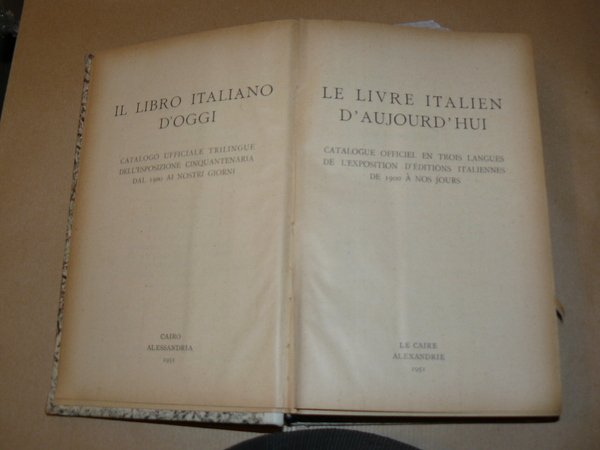 IL LIBRO ITALIANO
D'OGGI
CATALOGO UFFICIALE TRILINGUE
DELL'ESPOSIZIONE CINQUANTENARIA
DAL 1900 AI NOSTRI GIORNI
CAIRO
ALESSANDRIA
1951
LE LIVRE ITALIEN
D'AUJOURD'HUI
CATALOGUE OFFICIEL EN TROIS LANGUES
DE L'EXPOSITION D'ÉDITIONS ITALIENNES
DE 1900 À NOS JOURS
LE CAIRE
ALEXANDRIE
1951